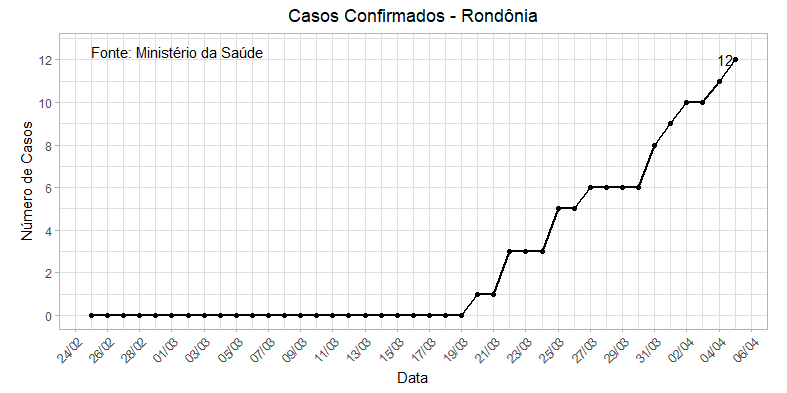 Casos Confirmados - Rondônia
Fonte: Ministério da Saúde
12
Número de Casos
12
10
8
6
4
2
0
24/02 26/02 28/02 01/03 03/03 05/03 07/03 09/03 11/03 13/03 15/03 17/03 19/03 21/03 23/03 25/03 27/03 29/03 31/03 02/04 04/04 06/04
Data